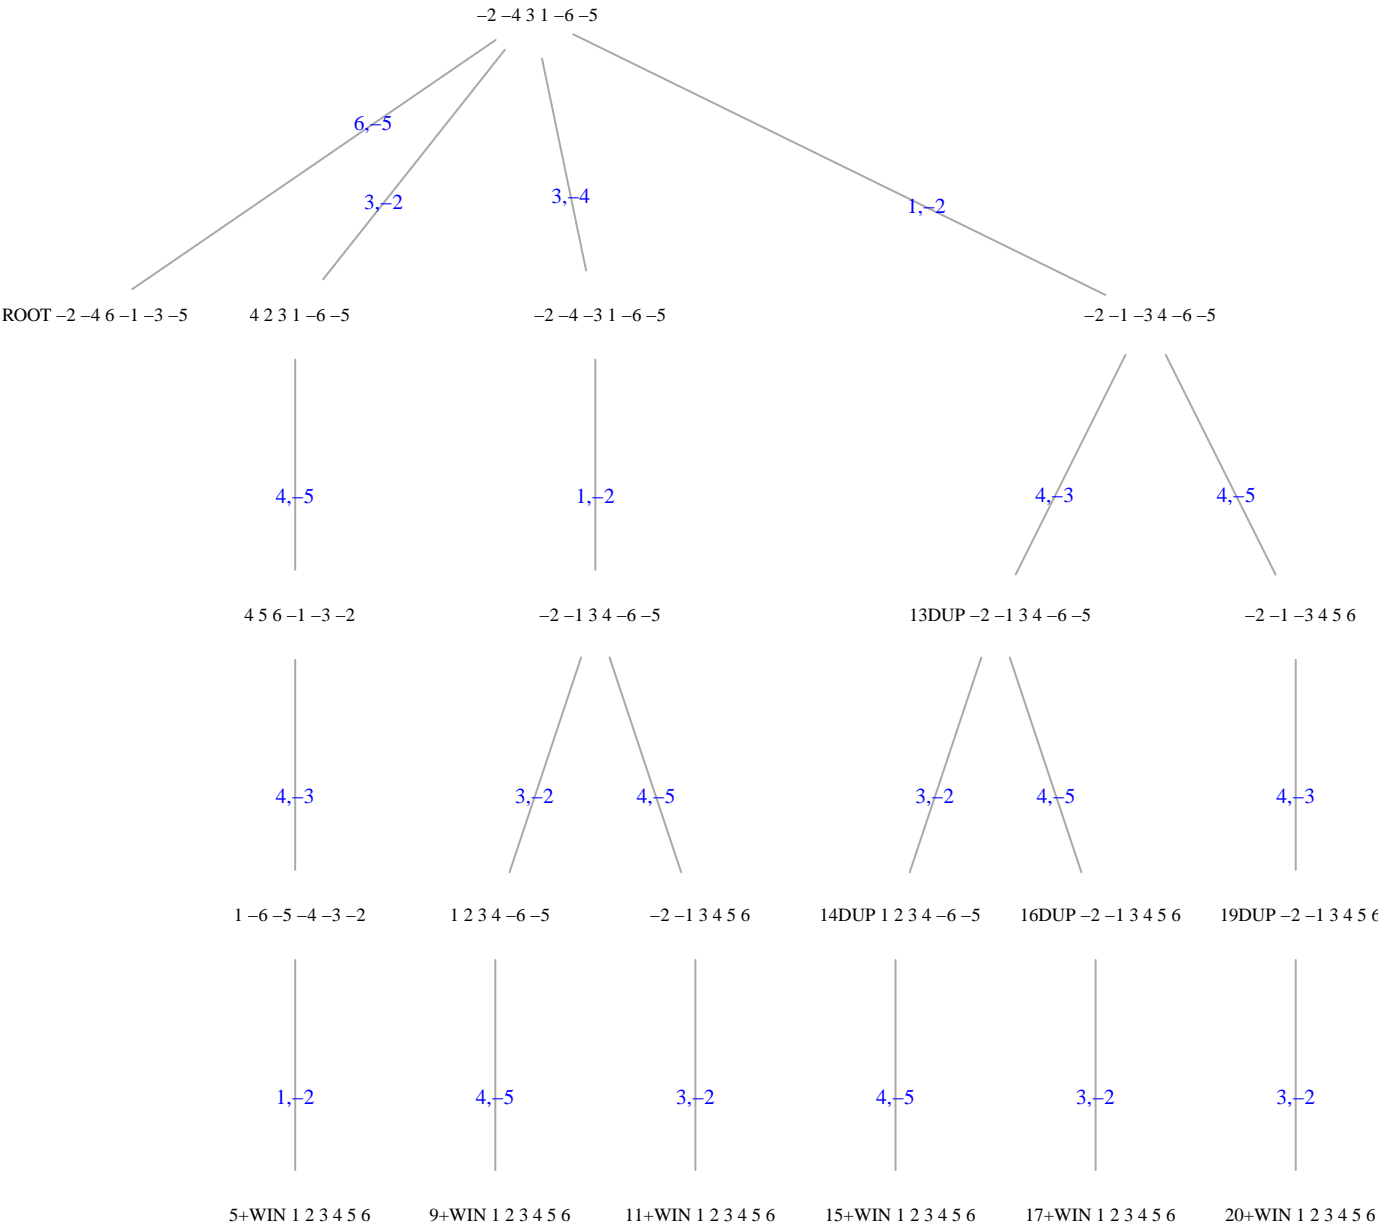 –2 –4 3 1 –6 –5
6,–5
3,–2
3,–4
1,–2
ROOT –2 –4 6 –1 –3 –5
4 2 3 1 –6 –5
–2 –4 –3 1 –6 –5
–2 –1 –3 4 –6 –5
4,–5
1,–2
4,–3
4,–5
4 5 6 –1 –3 –2
–2 –1 3 4 –6 –5
13DUP –2 –1 3 4 –6 –5
–2 –1 –3 4 5 6
4,–3
3,–2
4,–5
3,–2
4,–5
4,–3
1 –6 –5 –4 –3 –2
1 2 3 4 –6 –5
–2 –1 3 4 5 6
14DUP 1 2 3 4 –6 –5
16DUP –2 –1 3 4 5 6
19DUP –2 –1 3 4 5 6
1,–2
4,–5
3,–2
4,–5
3,–2
3,–2
5+WIN 1 2 3 4 5 6
9+WIN 1 2 3 4 5 6
11+WIN 1 2 3 4 5 6
15+WIN 1 2 3 4 5 6
17+WIN 1 2 3 4 5 6
20+WIN 1 2 3 4 5 6